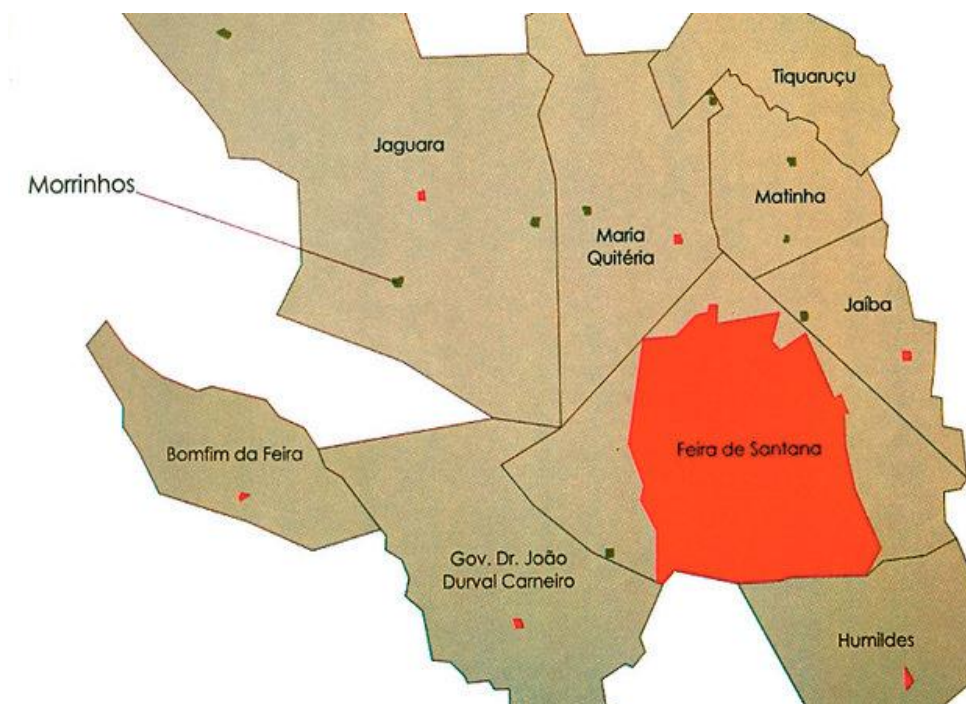 Tiquaruçu
Jaguara
Morrinhos
Matinha
Maria
Quitéria
Jaíba
Bomfim da Feira
Feira de Santana
Gov. Dr. João
Durval Carneiro
Humildes